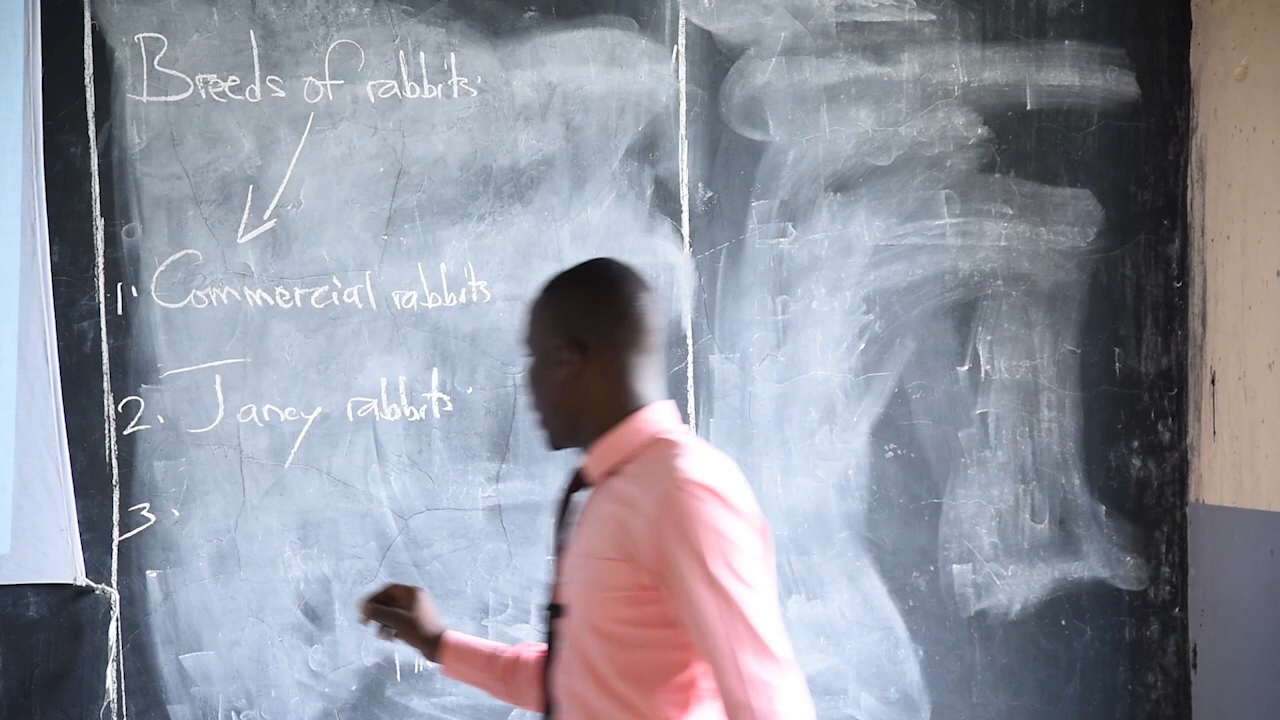 Breeds of rabbits.
1. Commercial rabbits
2. Fancy rabbits.
3.